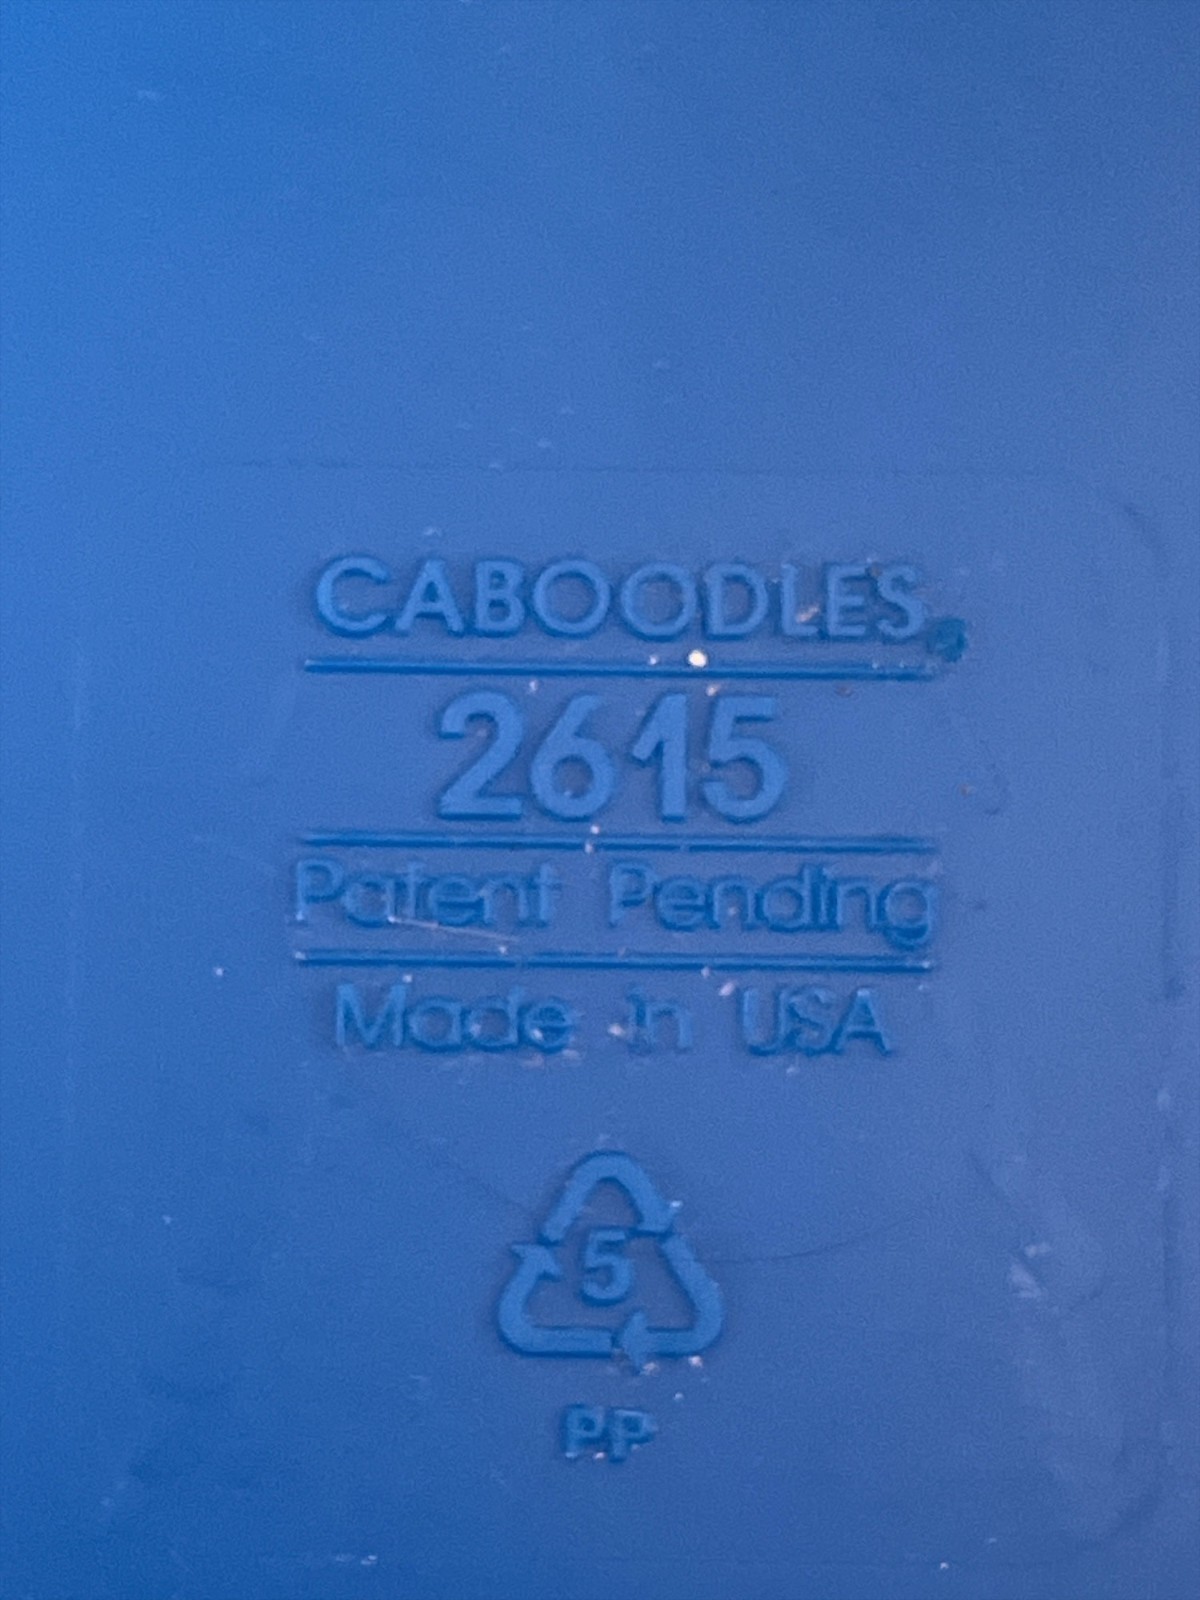 CABOODLES
2615
Patent Pending
Made in USA
5
PP